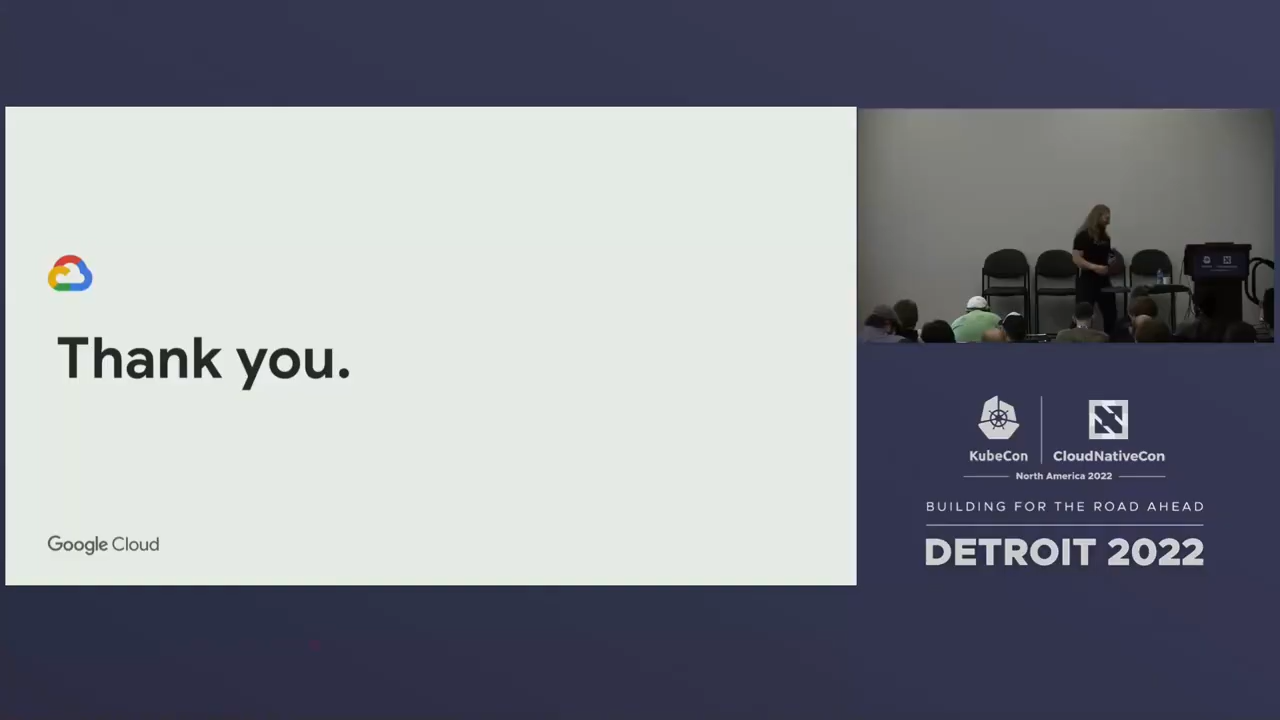 Thank you.
Google Cloud
KubeCon
CloudNativeCon
North America 2022
BUILDING FOR THE ROAD AHEAD
DETROIT 2022